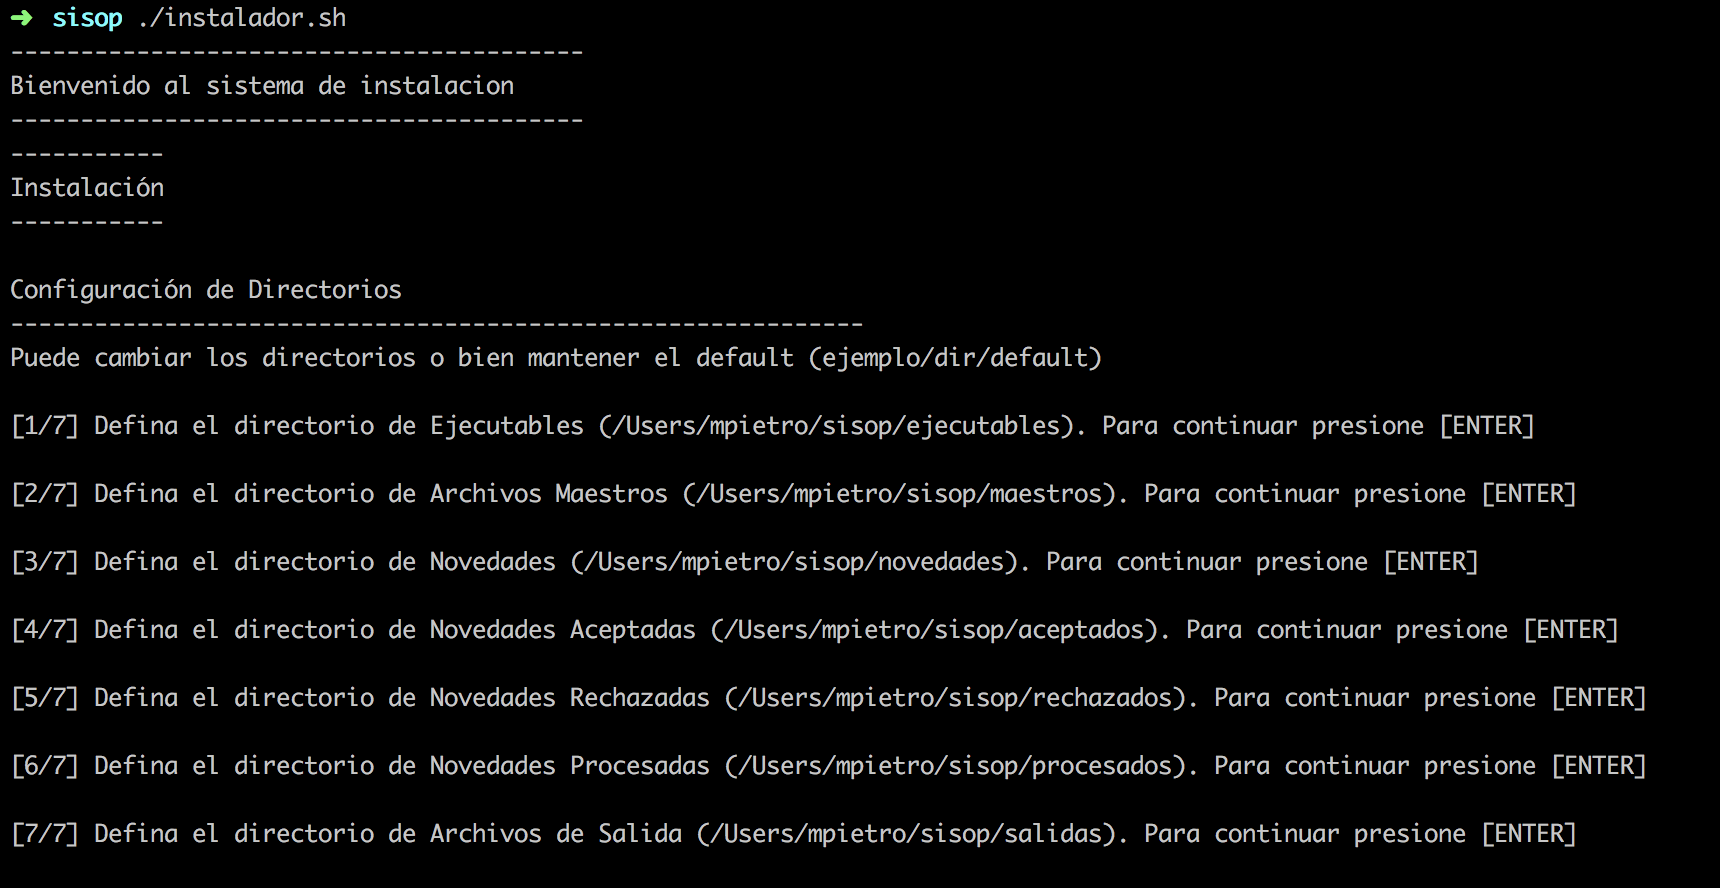 ➜ sisop ./instalador.sh
-----------------------------------------
Bienvenido al sistema de instalacion
-----------------------------------------
-----------
Instalación
-----------
Configuración de Directorios
-------------------------------------------------------------
Puede cambiar los directorios o bien mantener el default (ejemplo/dir/default)
[1/7] Defina el directorio de Ejecutables (/Users/mpietro/sisop/ejecutables). Para continuar presione [ENTER]
[2/7] Defina el directorio de Archivos Maestros (/Users/mpietro/sisop/maestros). Para continuar presione [ENTER]
[3/7] Defina el directorio de Novedades (/Users/mpietro/sisop/novedades). Para continuar presione [ENTER]
[4/7] Defina el directorio de Novedades Aceptadas (/Users/mpietro/sisop/aceptados). Para continuar presione [ENTER]
[5/7] Defina el directorio de Novedades Rechazadas (/Users/mpietro/sisop/rechazados). Para continuar presione [ENTER]
[6/7] Defina el directorio de Novedades Procesadas (/Users/mpietro/sisop/procesados). Para continuar presione [ENTER]
[7/7] Defina el directorio de Archivos de Salida (/Users/mpietro/sisop/salidas). Para continuar presione [ENTER]